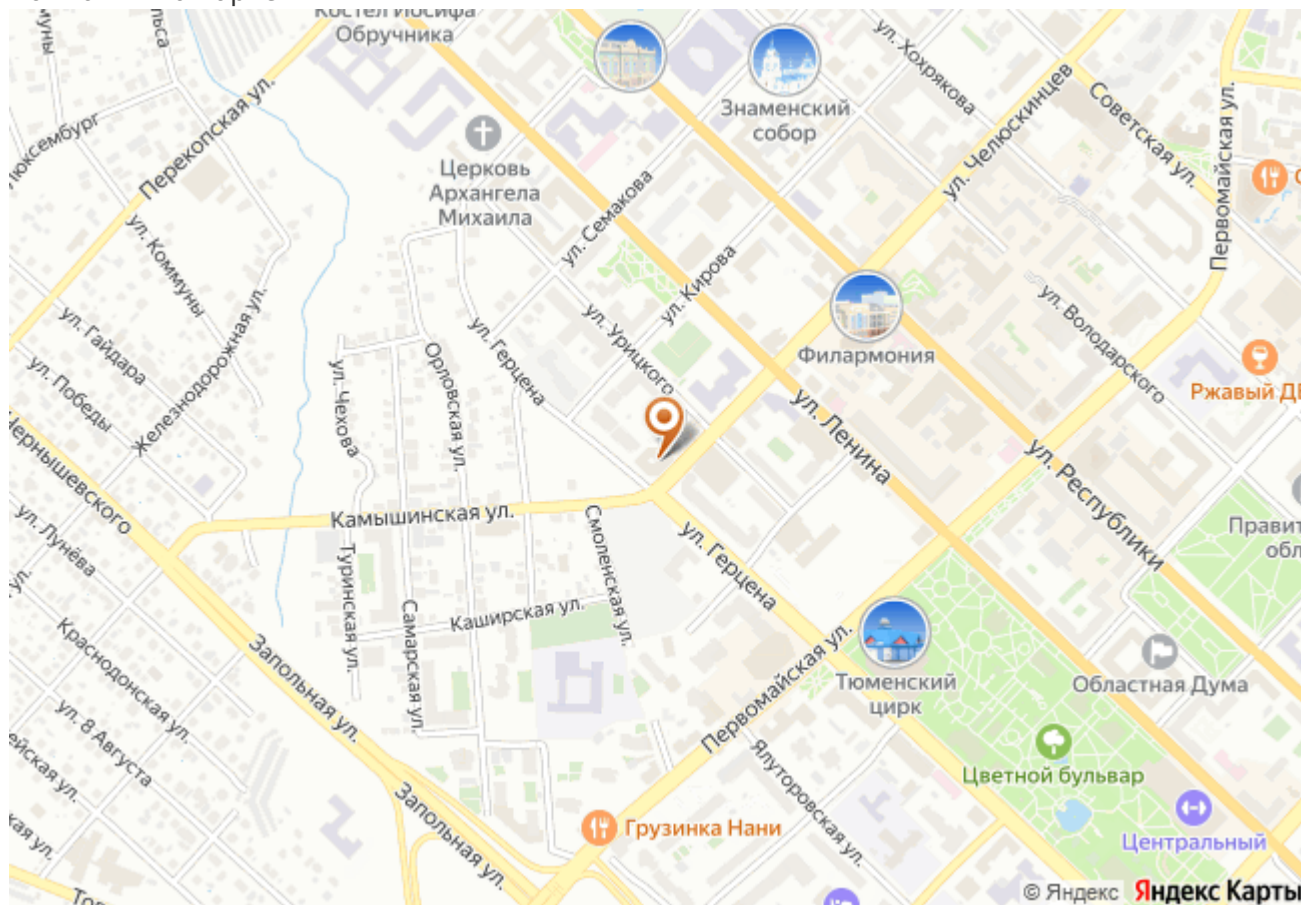 Костел Иосифа
Обручника
Перекопская ул.
Церковь
Архангела
Михаила
Знаменский
собор
ул. Хохрякова
ул. Челюскинцев
Советская ул.
Первомайская ул.
ул. Семакова
ул. Кирова
ул. Коммуны
Железнодорожная ул.
ул. Гайдара
ул. Победы
ул. Чехова
Орловская ул.
ул. Герцена
ул. Урицкого
Филармония
ул. Володарского
ул. Ленина
ул. Республики
Чернышевского
ул. Лунёва
Камышинская ул.
Туринская ул.
Самарская ул.
Каширская ул.
Смоленская ул.
ул. Герцена
Первомайская ул.
Тюменский
цирк
Областная Дума
Краснодонская ул.
ул. 8 Августа
Запольная ул.
Запольная ул.
Цветной бульвар
Ялуторовская ул.
Грузинка Нани
Центральный
© Яндекс Яндекс Карты